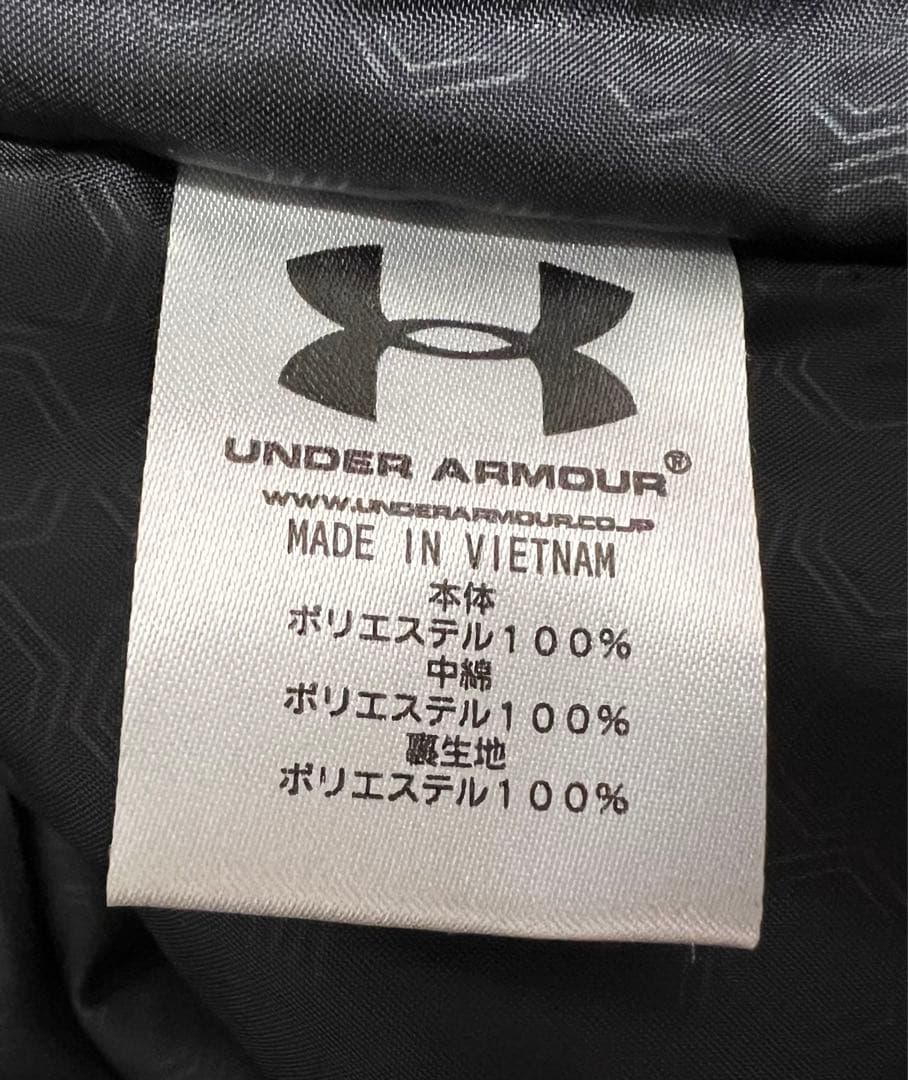 UNDER ARMOUR®
WWW.UNDERARMOUR.CO.JP
MADE IN VIETNAM
本体
ポリエステル100%
中綿
ポリエステル100%
裏生地
ポリエステル100%